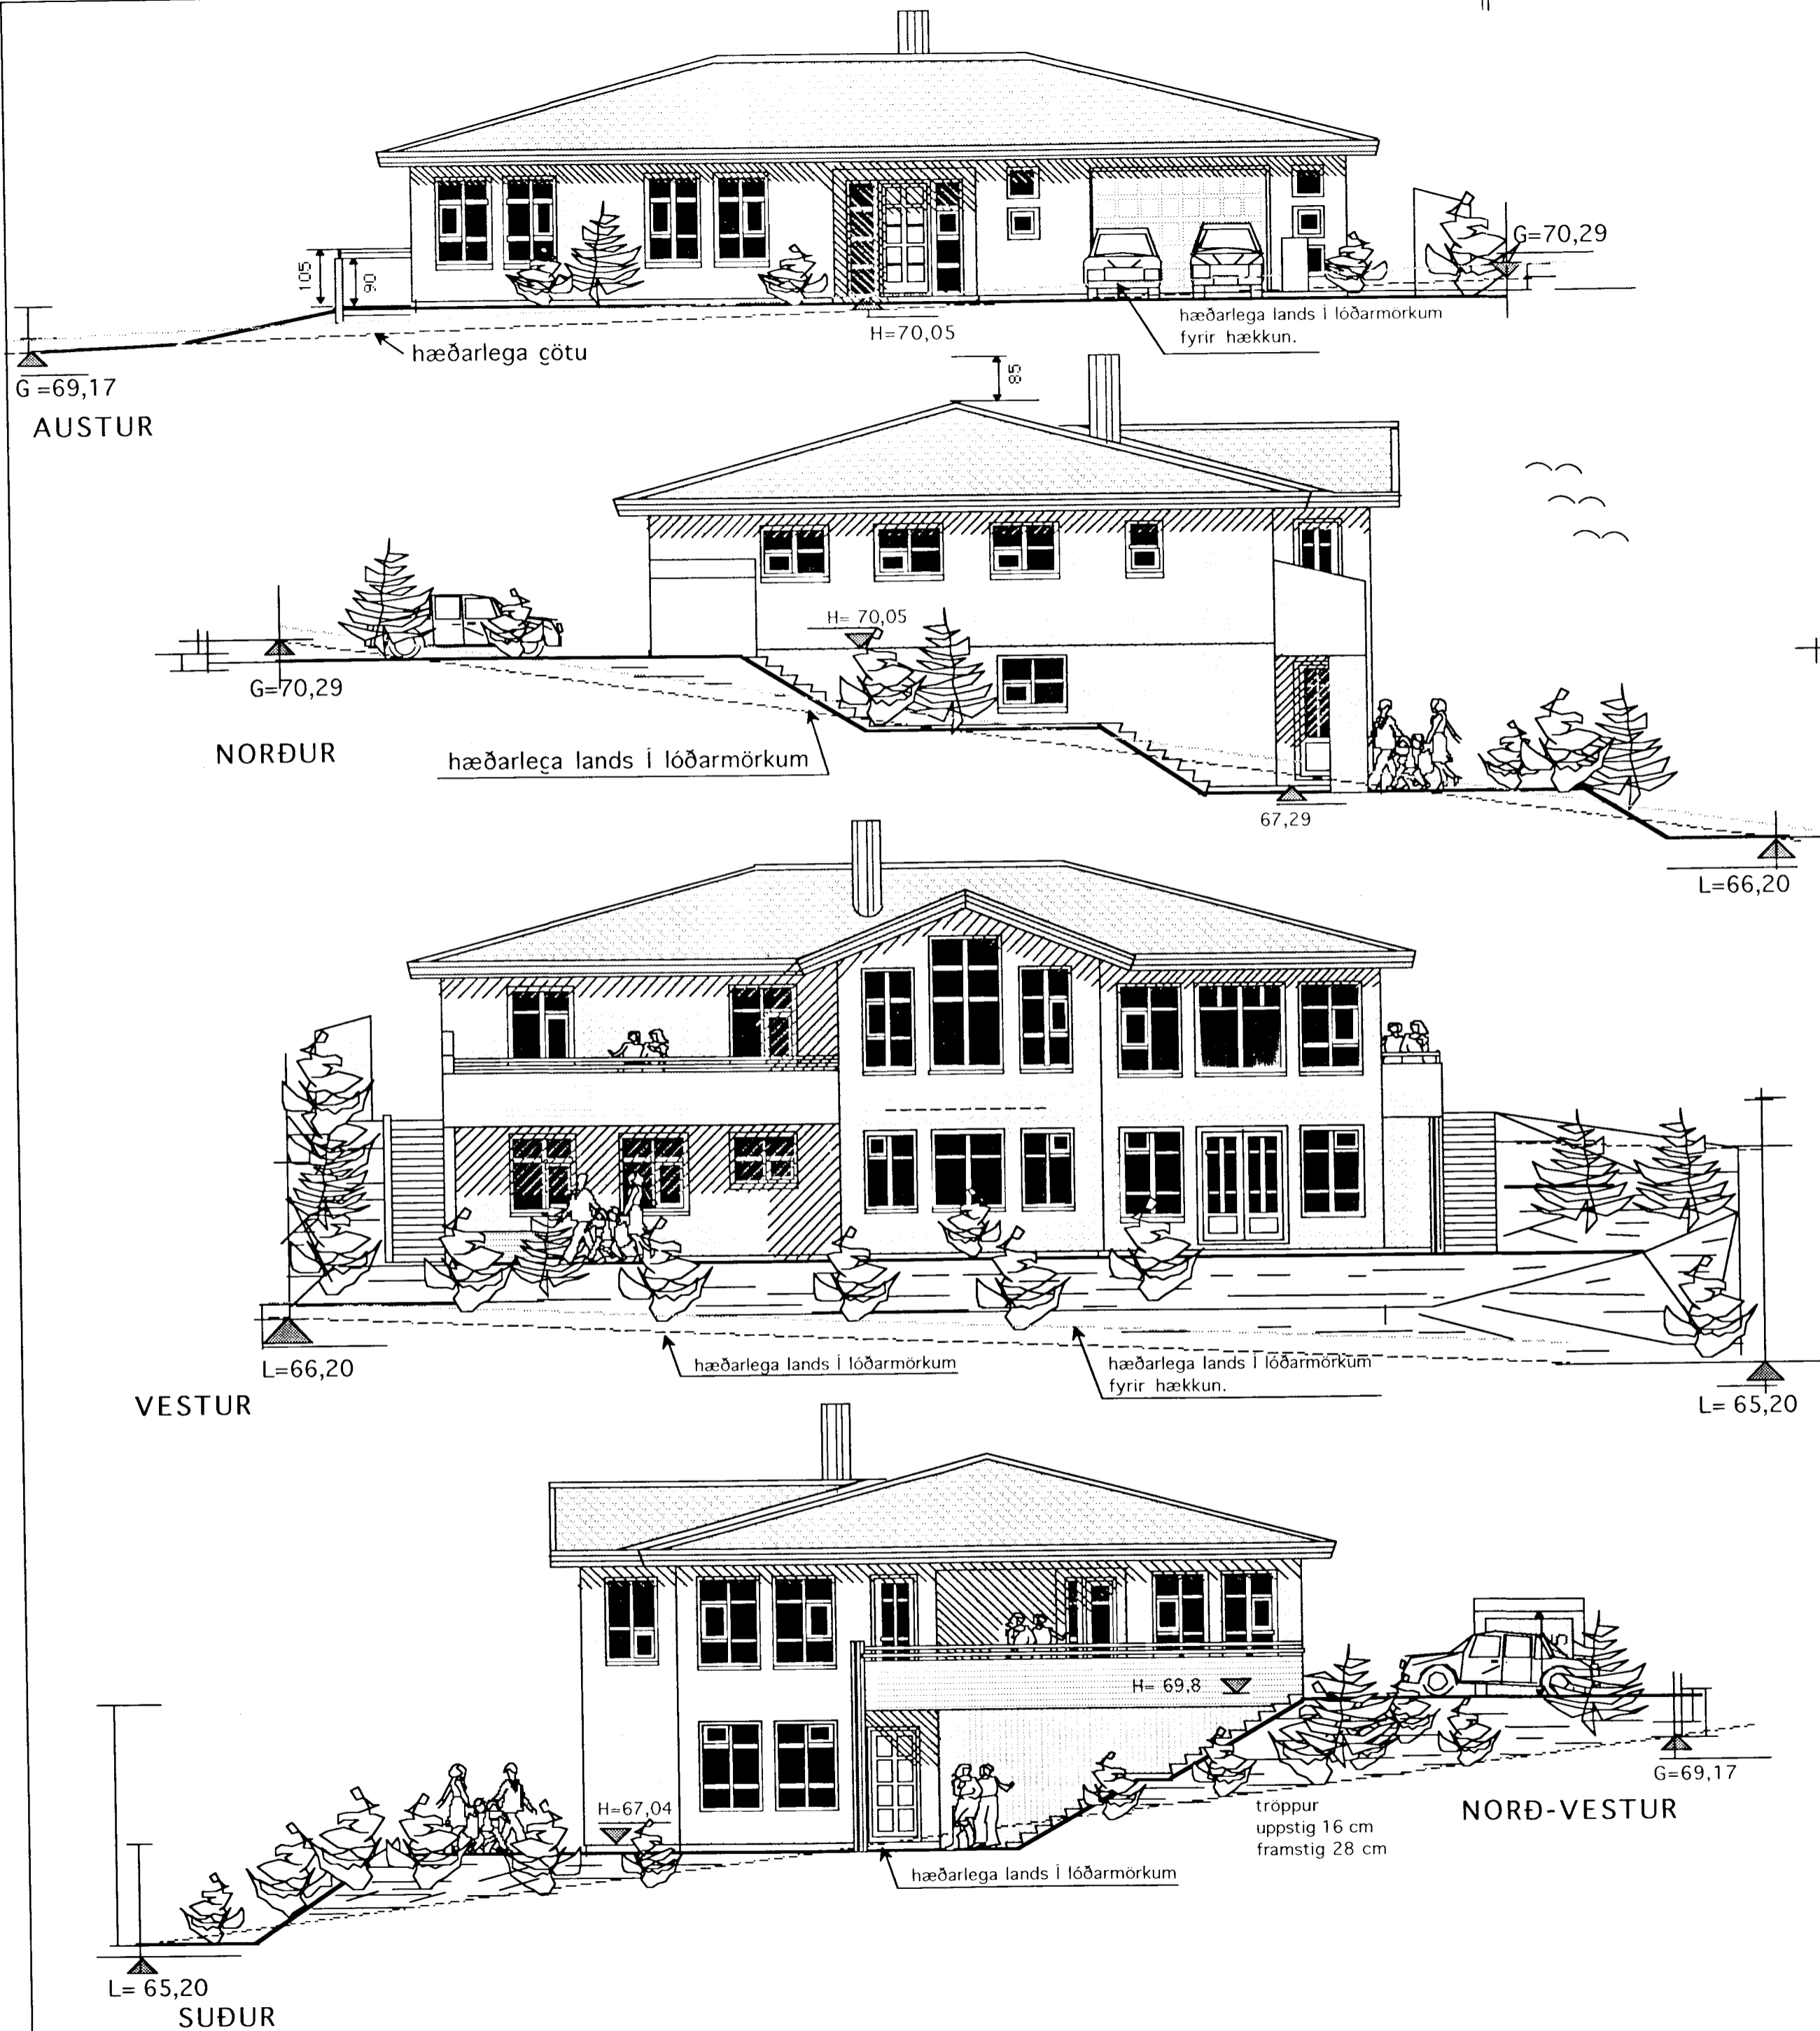 G=70,29
105
90
hæðarlega lands í lóðarmörkum
fyrir hækkun.
H=70,05
hæðarlega götu
G =69,17
AUSTUR
85
H= 70,05
G=70,29
NORÐUR
hæðarlega lands í lóðarmörkum
67,29
L=66,20
L=66,20
hæðarlega lands í lóðarmörkum
hæðarlega lands í lóðarmörkum
fyrir hækkun.
VESTUR
L= 65,20
H= 69,8
G=69,17
H=67,04
tröppur
uppstig 16 cm
framstig 28 cm
NORÐ-VESTUR
hæðarlega lands í lóðarmörkum
L= 65,20
SUÐUR